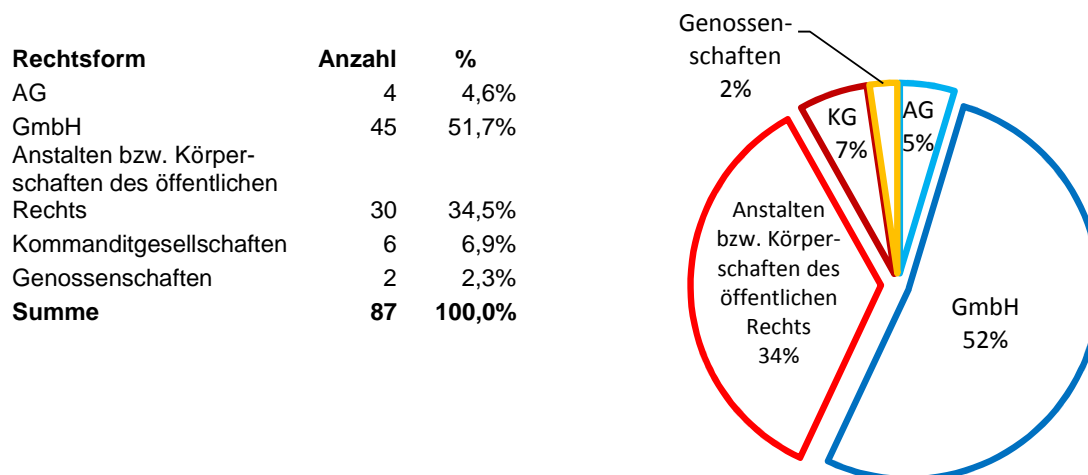 Rechtsform Anzahl %
AG 4 4,6%
GmbH 45 51,7%
Anstalten bzw. Körper-
schaften des öffentlichen
Rechts 30 34,5%
Kommanditgesellschaften 6 6,9%
Genossenschaften 2 2,3%
Summe 87 100,0%
Genossen-
schaften
2%
KG
7%
AG
5%
Anstalten
bzw. Körper-
schaften des
öffentlichen
Rechts
34%
GmbH
52%